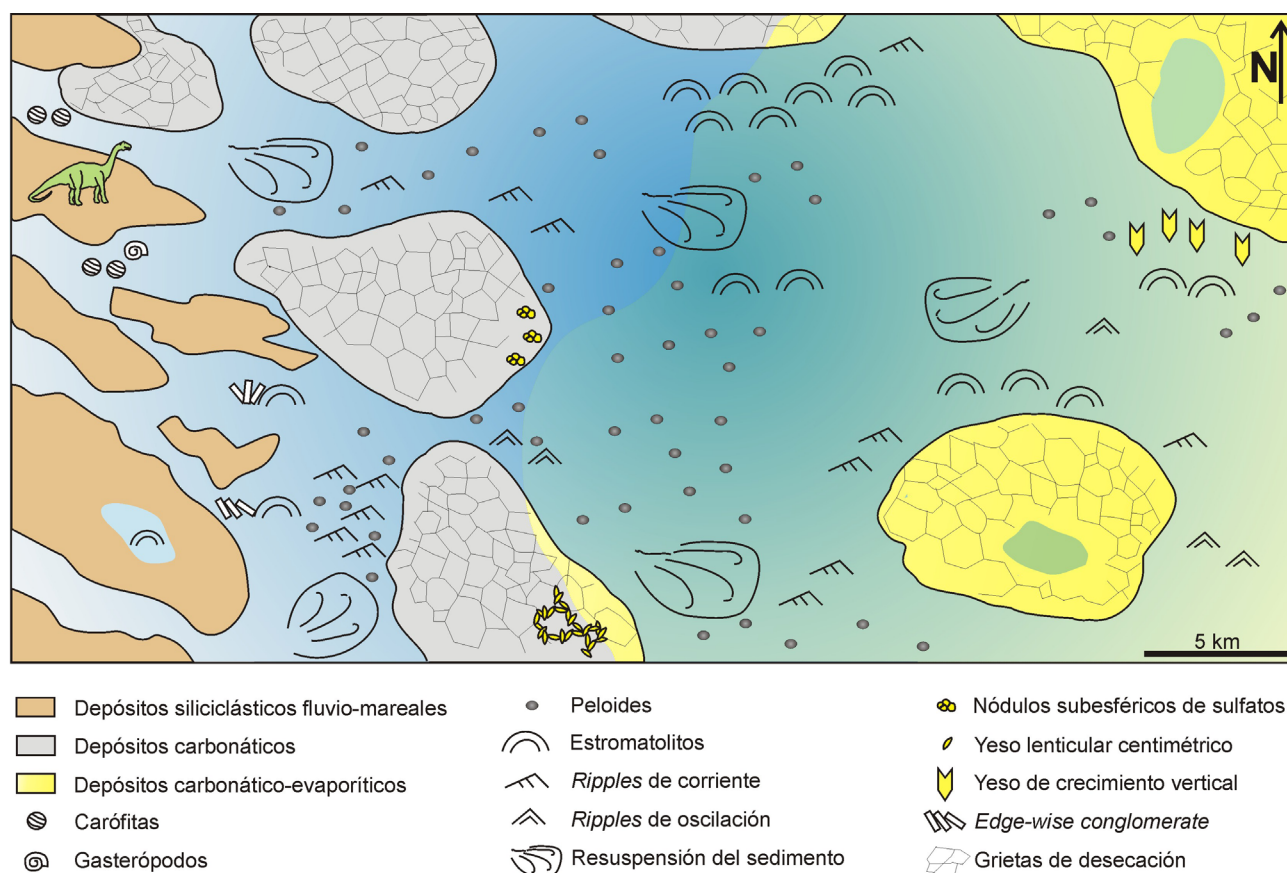 N
5 km
Depósitos siliciclásticos fluvio-mareales
Depósitos carbonáticos
Depósitos carbonático-evaporíticos
Carófitas
Gasterópodos
Peloides
Estromatolitos
Ripples de corriente
Ripples de oscilación
Resuspensión del sedimento
Nódulos subesféricos de sulfatos
Yeso lenticular centimétrico
Yeso de crecimiento vertical
Edge-wise conglomerate
Grietas de desecación